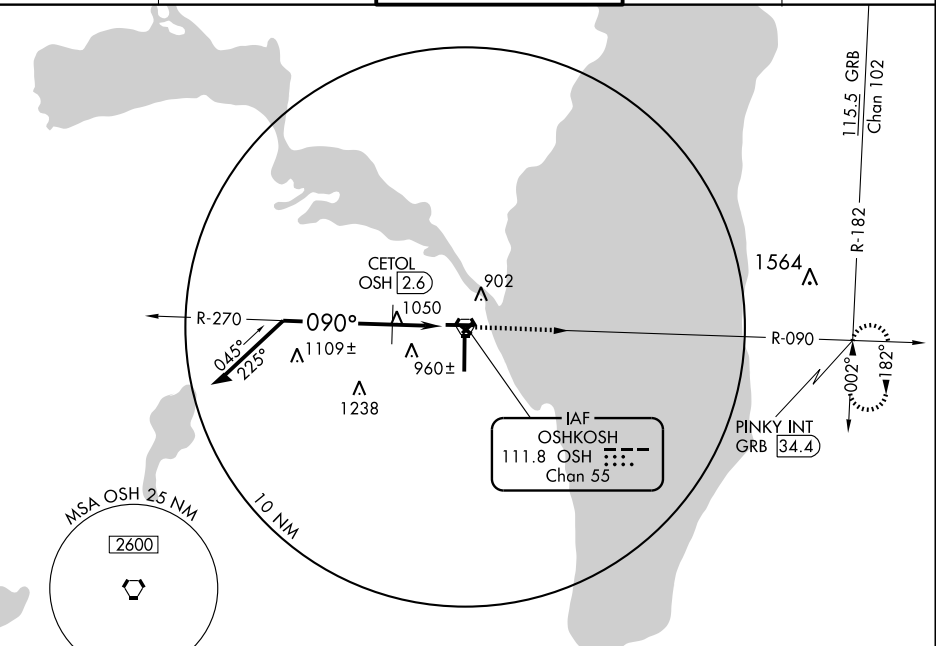 115.5 GRB
Chan 102
R-182
1564
CETOL
OSH 2.6
902
1050
R-270
090°
045°
225°
1109±
960±
1238
R-090
002°
182°
PINKY INT
GRB 34.4
IAF
OSHKOSH
111.8 OSH
Chan 55
10 NM
MSA OSH 25 NM
2600